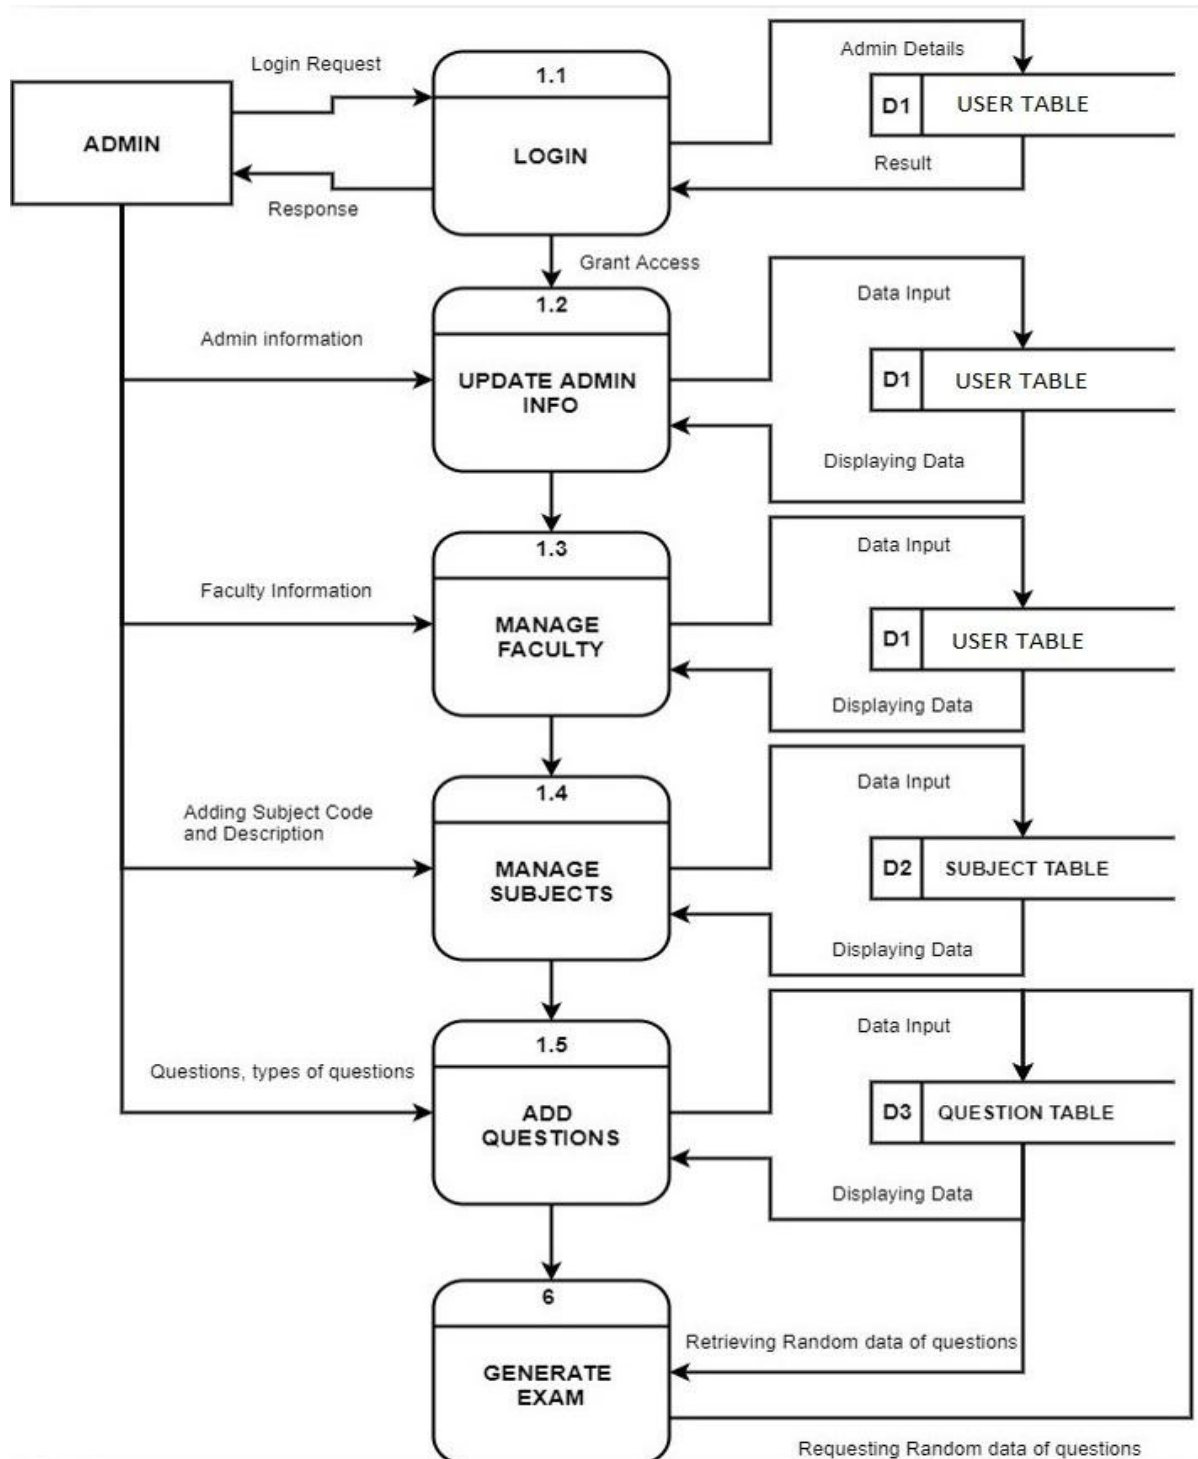 Login Request
1.1
Admin Details
D1
USER TABLE
ADMIN
LOGIN
Result
Response
Grant Access
1.2
Data Input
Admin information
UPDATE ADMIN
INFO
D1
USER TABLE
Displaying Data
1.3
Data Input
Faculty Information
MANAGE
FACULTY
D1
USER TABLE
Displaying Data
1.4
Data Input
Adding Subject Code
and Description
MANAGE
SUBJECTS
D2
SUBJECT TABLE
Displaying Data
1.5
Data Input
Questions, types of questions
ADD
QUESTIONS
D3
QUESTION TABLE
Displaying Data
6
Retrieving Random data of questions
GENERATE
EXAM
Requesting Random data of questions